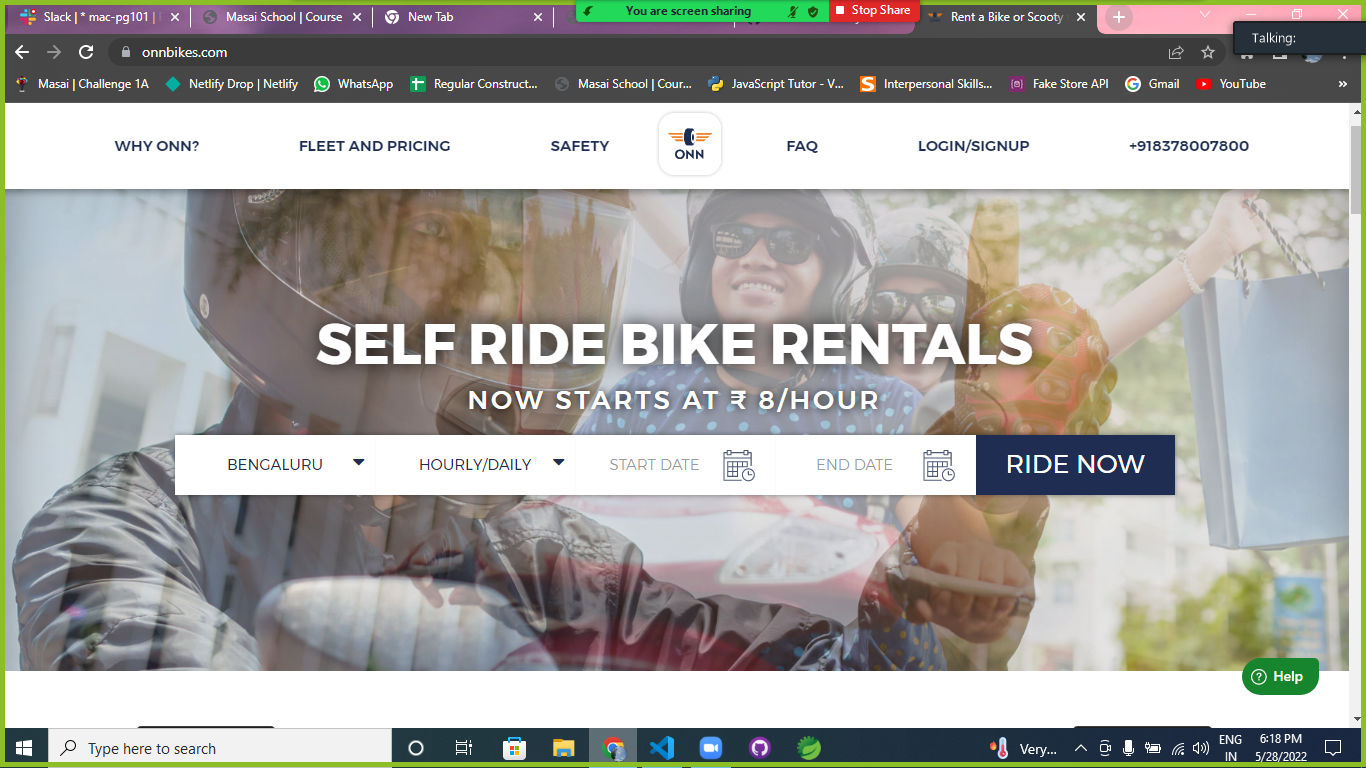 Slack | * mac-pg101 |
Masai School | Course
New Tab
You are screen sharing
Stop Share
Rent a Bike or Scooty
Talking:
onnbikes.com
Masai | Challenge 1A
Netlify Drop | Netlify
WhatsApp
Regular Construct...
Masai School | Cour...
JavaScript Tutor - V...
Interpersonal Skills...
Fake Store API
Gmail
YouTube
»
WHY ONN?
FLEET AND PRICING
SAFETY
ONN
FAQ
LOGIN/SIGNUP
+918378007800
SELF RIDE BIKE RENTALS
NOW STARTS AT ₹ 8/HOUR
BENGALURU
HOURLY/DAILY
START DATE
END DATE
RIDE NOW
Help
Type here to search
Very...
ENG
IN
6:18 PM
5/28/2022